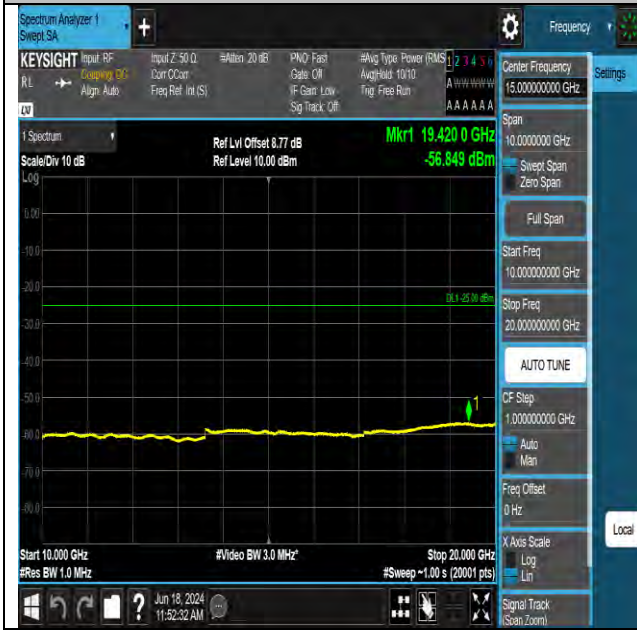 Spectrum Analyzer 1
Swept SA
Frequency
KEYSIGHT
RL
Input: RF
Coupling: DC
Align: Auto
Input Z: 50 Ω
Corr CCorr
Freq Ref: Int (S)
#Atten: 20 dB
PNO: Fast
Gate: Off
IF Gain: Low
Sig Track: Off
#Avg Type: Power (RMS
Avg|Hold: 10/10
Trig: Free Run
1 2 3 4 5 6
A W W W W W
A A A A A A
Settings
Center Frequency
15.000000000 GHz
Span
10.0000000 GHz
Swept Span
Zero Span
Full Span
Start Freq
10.000000000 GHz
Stop Freq
20.000000000 GHz
AUTO TUNE
CF Step
1.000000000 GHz
Auto
Man
Freq Offset
0 Hz
X Axis Scale
Log
Lin
Signal Track
(Span Zoom)
Local
1 Spectrum
Scale/Div 10 dB
Log
Ref Lvl Offset 8.77 dB
Ref Level 10.00 dBm
Mkr1 19.420 0 GHz
-56.849 dBm
0.00
-10.0
-20.0
DL1 -25.00 dBm
-30.0
-40.0
-50.0
1
-60.0
-70.0
-80.0
Start 10.000 GHz
#Video BW 3.0 MHz*
Stop 20.000 GHz
#Res BW 1.0 MHz
#Sweep ~1.00 s (20001 pts)
?
Jun 18, 2024
11:52:32 AM